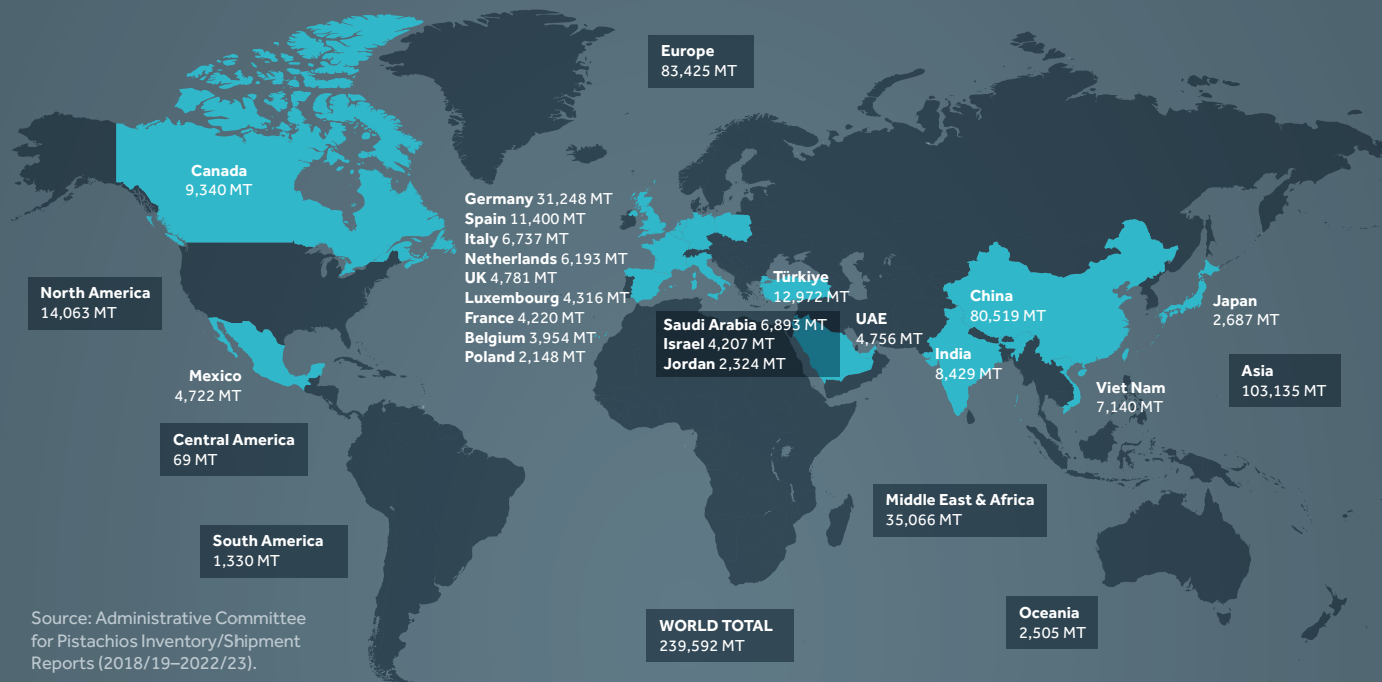 Europe
83,425 MT
Canada
9,340 MT
Germany 31,248 MT
Spain 11,400 MT
Italy 6,737 MT
Netherlands 6,193 MT
UK 4,781 MT
Luxembourg 4,316 MT
France 4,220 MT
Belgium 3,954 MT
Poland 2,148 MT
North America
14,063 MT
Türkiye
12,972 MT
China
80,519 MT
Japan
2,687 MT
Saudi Arabia 6,893 MT
Israel 4,207 MT
Jordan 2,324 MT
UAE
4,756 MT
India
8,429 MT
Mexico
4,722 MT
Viet Nam
7,140 MT
Asia
103,135 MT
Central America
69 MT
Middle East & Africa
35,066 MT
South America
1,330 MT
Oceania
2,505 MT
WORLD TOTAL
239,592 MT
Source: Administrative Committee
for Pistachios Inventory/Shipment
Reports (2018/19–2022/23).